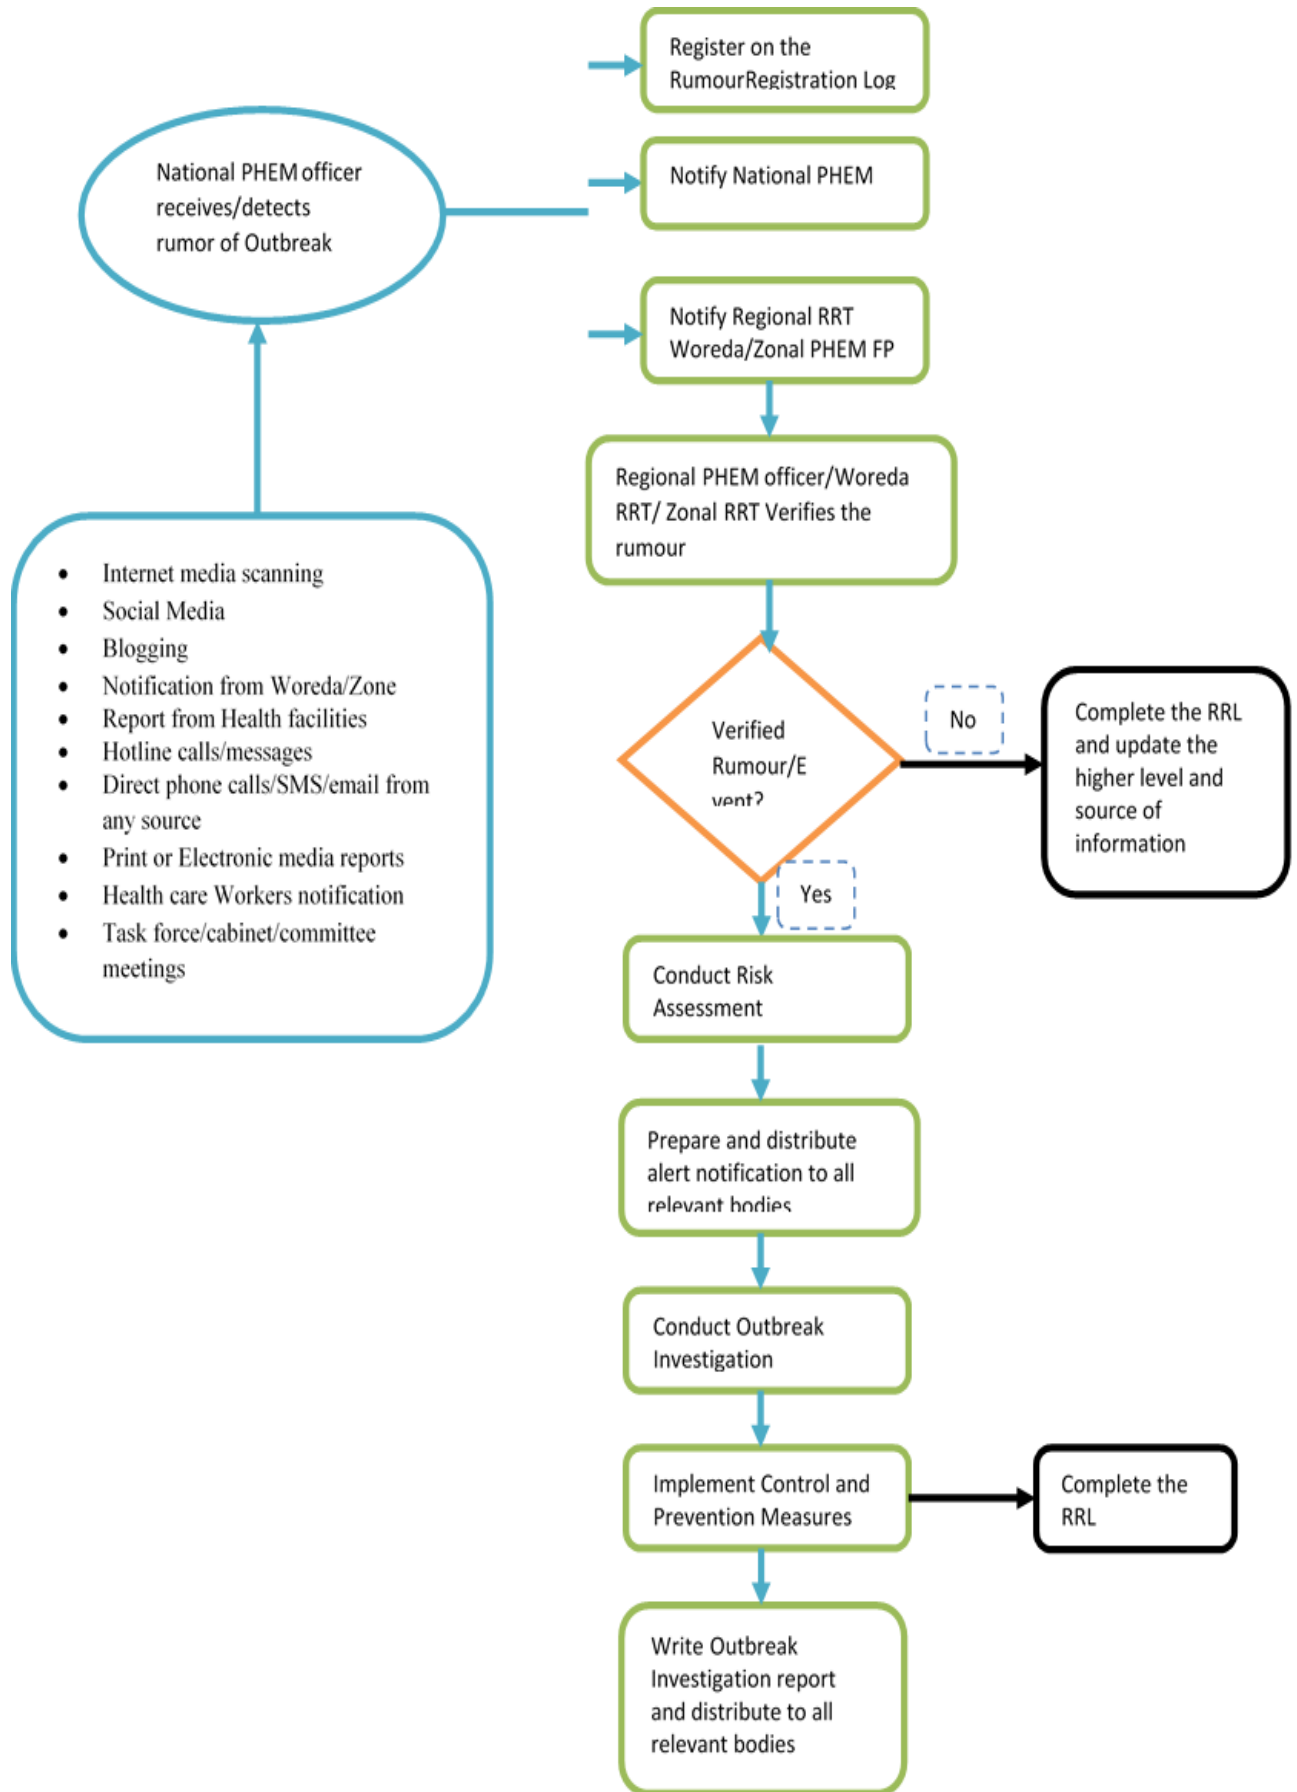 Register on the
RumourRegistration Log
National PHEM officer
receives/detects
rumor of Outbreak
Notify National PHEM
Notify Regional RRT
Woreda/Zonal PHEM FP
Regional PHEM officer/Woreda
RRT/ Zonal RRT Verifies the
rumour
• Internet media scanning
• Social Media
• Blogging
• Notification from Woreda/Zone
• Report from Health facilities
• Hotline calls/messages
• Direct phone calls/SMS/email from
any source
• Print or Electronic media reports
• Health care Workers notification
• Task force/cabinet/committee
meetings
Verified
Rumour/E
vent?
No
Complete the RRL
and update the
higher level and
source of
information
Yes
Conduct Risk
Assessment
Prepare and distribute
alert notification to all
relevant bodies
Conduct Outbreak
Investigation
Implement Control and
Prevention Measures
Complete the
RRL
Write Outbreak
Investigation report
and distribute to all
relevant bodies